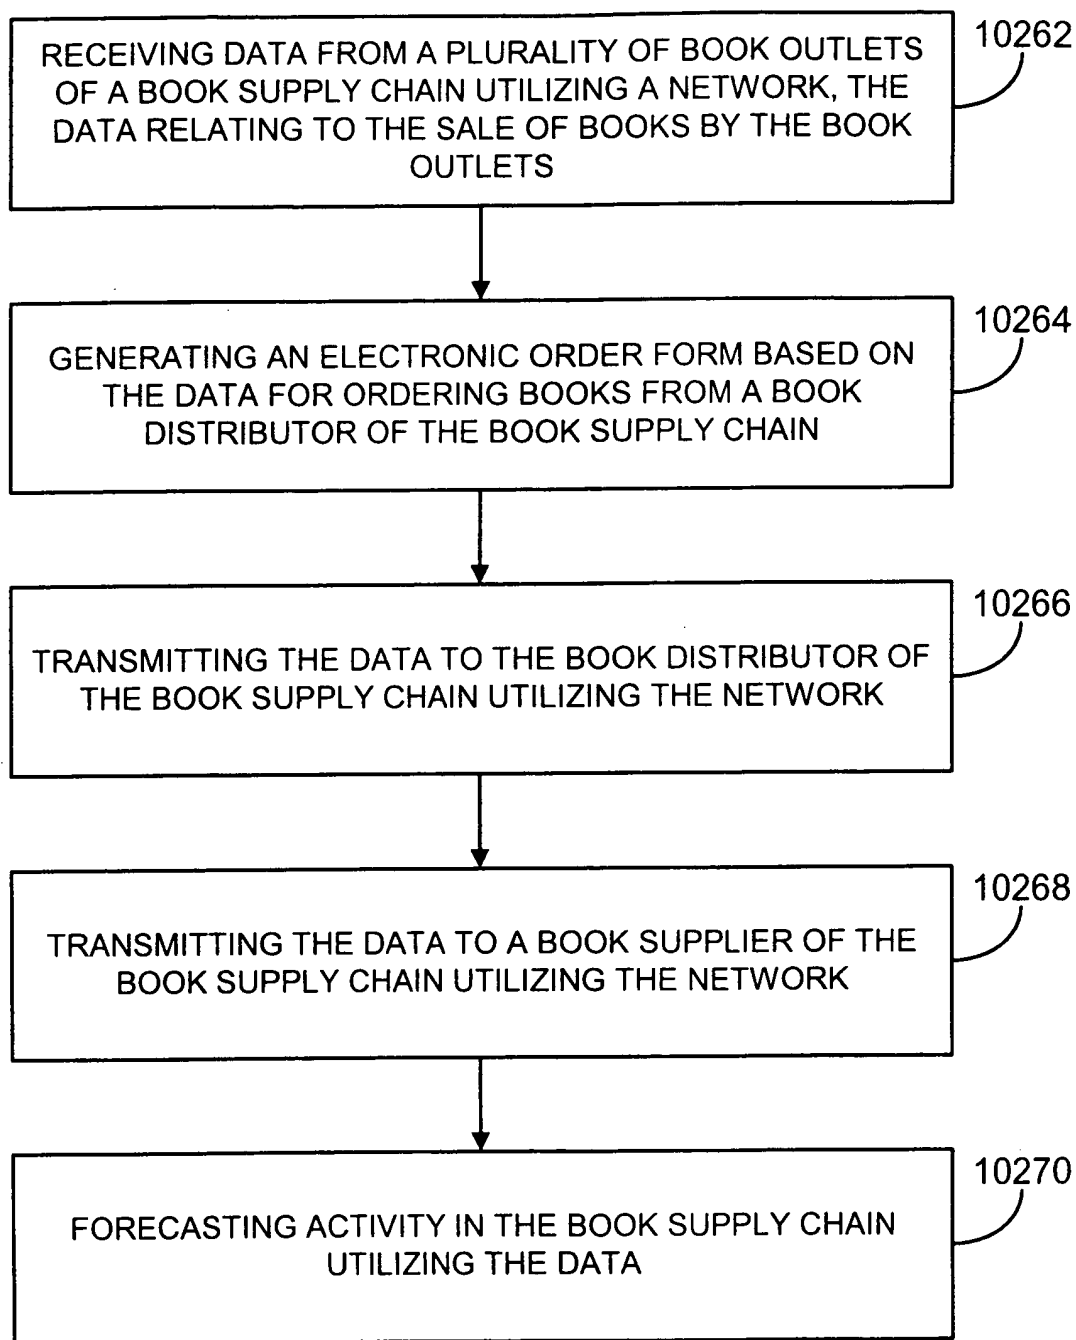 RECEIVING DATA FROM A PLURALITY OF BOOK OUTLETS
OF A BOOK SUPPLY CHAIN UTILIZING A NETWORK, THE
DATA RELATING TO THE SALE OF BOOKS BY THE BOOK
OUTLETS
10262
GENERATING AN ELECTRONIC ORDER FORM BASED ON
THE DATA FOR ORDERING BOOKS FROM A BOOK
DISTRIBUTOR OF THE BOOK SUPPLY CHAIN
10264
TRANSMITTING THE DATA TO THE BOOK DISTRIBUTOR OF
THE BOOK SUPPLY CHAIN UTILIZING THE NETWORK
10266
TRANSMITTING THE DATA TO A BOOK SUPPLIER OF THE
BOOK SUPPLY CHAIN UTILIZING THE NETWORK
10268
FORECASTING ACTIVITY IN THE BOOK SUPPLY CHAIN
UTILIZING THE DATA
10270